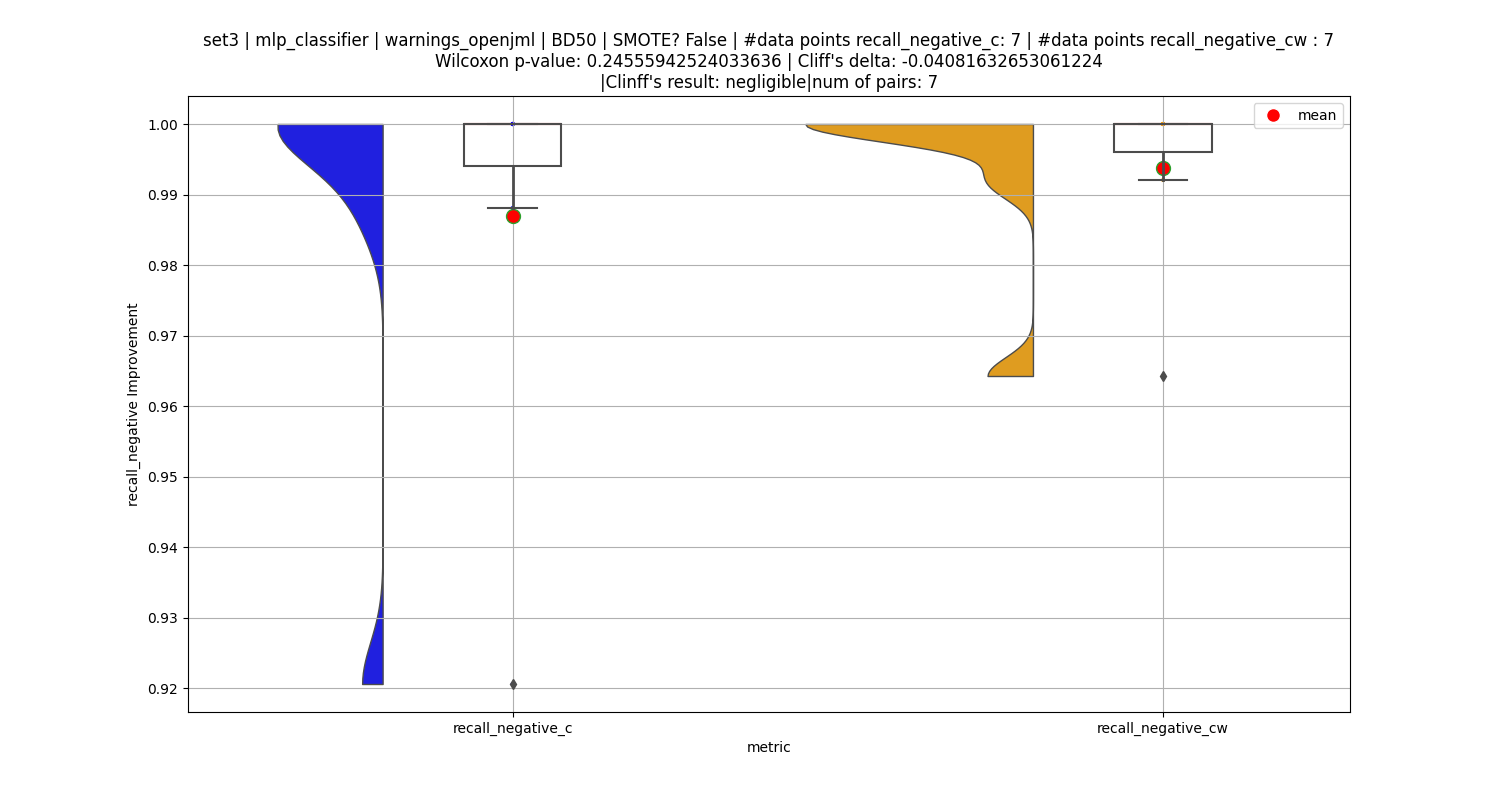 set3 | mlp_classifier | warnings_openjml | BD50 | SMOTE? False | #data points recall_negative_c: 7 | #data points recall_negative_cw : 7
Wilcoxon p-value: 0.24555942524033636 | Cliff's delta: -0.04081632653061224
|Clinff's result: negligible|num of pairs: 7
mean
1.00
0.99
0.98
0.97
0.96
0.95
0.94
0.93
0.92
recall_negative Improvement
recall_negative_c
recall_negative_cw
metric